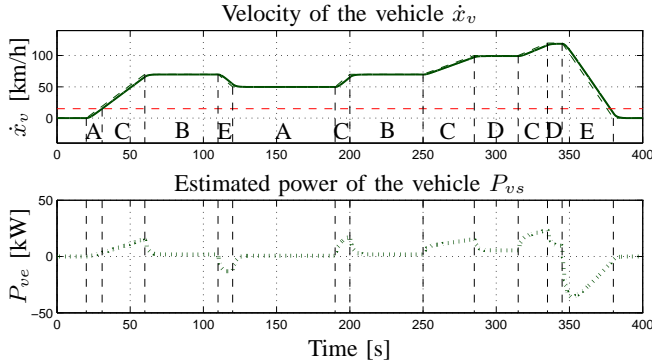 Velocity of the vehicle ẋ_v
ẋ_v [km/h]
100
50
0
A C B E A C B C D C D E
0 50 100 150 200 250 300 350 400
Estimated power of the vehicle P_vs
P_ve [kW]
50
0
−50
0 50 100 150 200 250 300 350 400
Time [s]